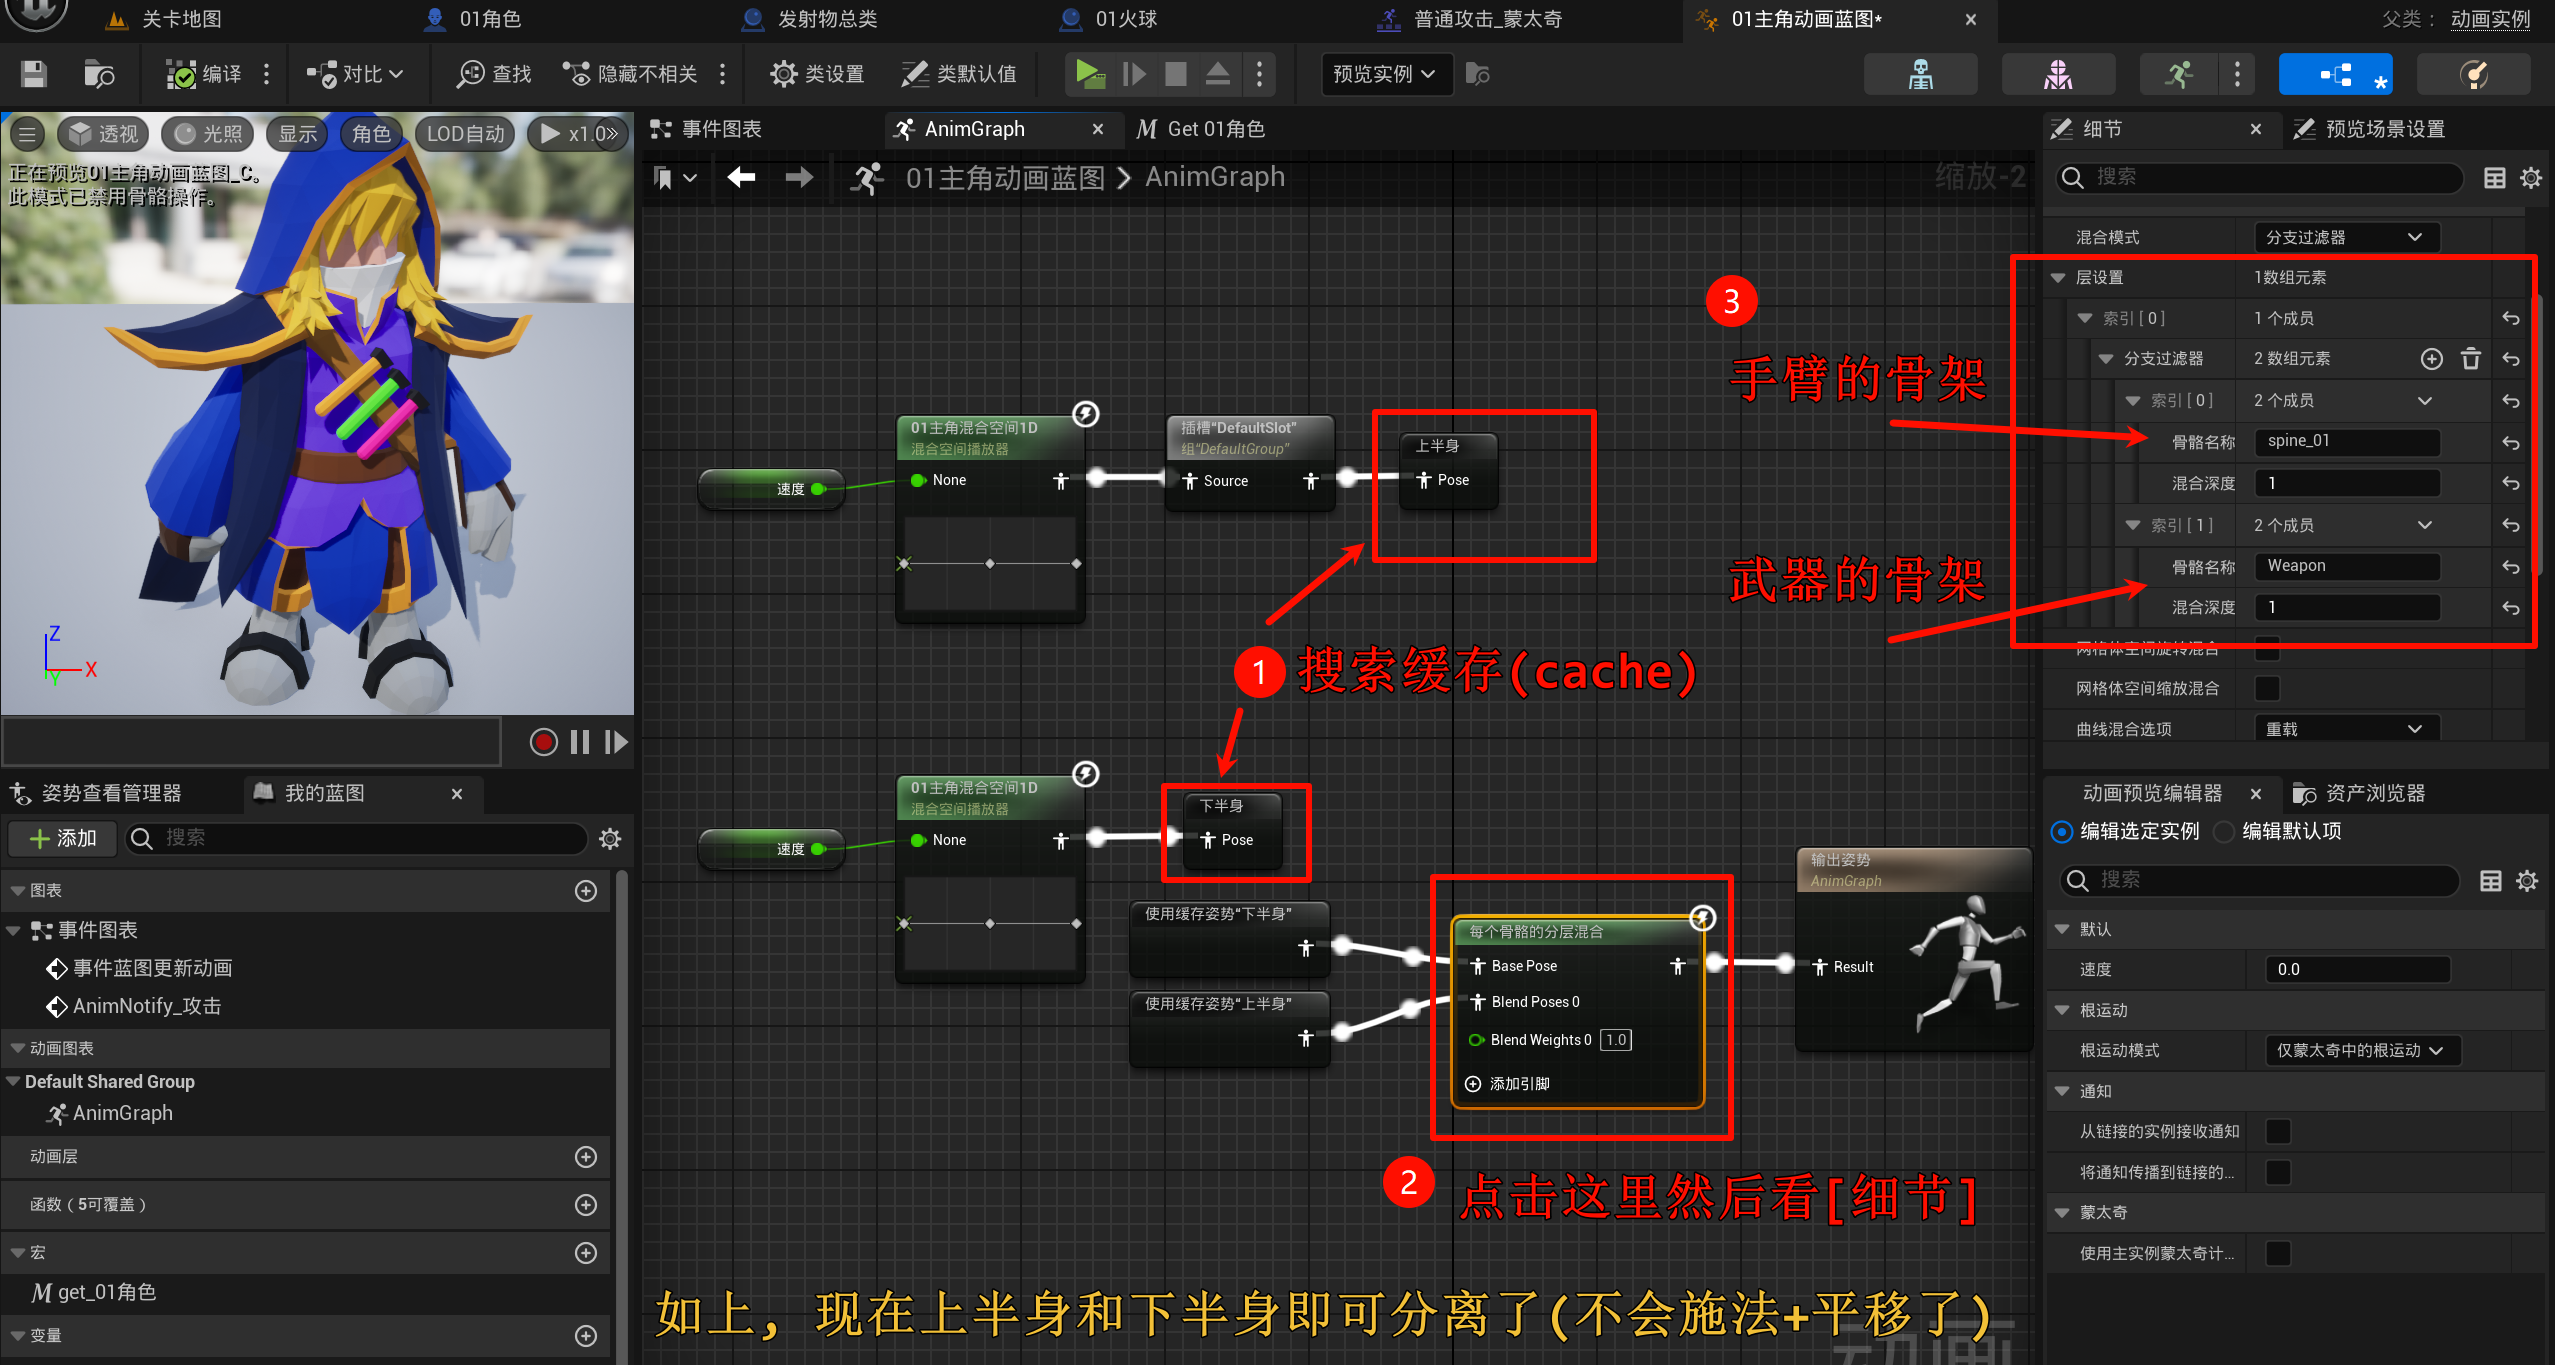 关卡地图
01角色
发射物总类
01火球
普通攻击_蒙太奇
01主角动画蓝图*
父类： 动画实例
编译
对比
查找
隐藏不相关
类设置
类默认值
预览实例
透视
光照
显示
角色
LOD自动
x1.0
正在预览01主角动画蓝图_C。
此模式已禁用骨骼操作。
Z
X
Y
事件图表
AnimGraph
Get 01角色
01主角动画蓝图 > AnimGraph
缩放-2
速度
01主角混合空间1D
混合空间播放器
None
插槽“DefaultSlot”
组“DefaultGroup”
Source
上半身
Pose
1
搜索缓存(cache)
速度
01主角混合空间1D
混合空间播放器
None
下半身
Pose
使用缓存姿势“下半身”
使用缓存姿势“上半身”
每个骨骼的分层混合
Base Pose
Blend Poses 0
Blend Weights 0 1.0
添加引脚
输出姿势
AnimGraph
Result
2
点击这里然后看[细节]
3
手臂的骨架
武器的骨架
如上，现在上半身和下半身即可分离了(不会施法+平移了)
动画
姿势查看管理器
我的蓝图
添加
搜索
图表
事件图表
事件蓝图更新动画
AnimNotify_攻击
动画图表
Default Shared Group
AnimGraph
动画层
函数（5可覆盖）
宏
get_01角色
变量
细节
预览场景设置
搜索
混合模式 分支过滤器
层设置 1数组元素
索引 [ 0 ] 1 个成员
分支过滤器 2 数组元素
索引 [ 0 ] 2 个成员
骨骼名称 spine_01
混合深度 1
索引 [ 1 ] 2 个成员
骨骼名称 Weapon
混合深度 1
网格体空间旋转混合
网格体空间缩放混合
曲线混合选项 重载
动画预览编辑器
资产浏览器
编辑选定实例
编辑默认项
搜索
默认
速度 0.0
根运动
根运动模式 仅蒙太奇中的根运动
通知
从链接的实例接收通知
将通知传播到链接的...
蒙太奇
使用主实例蒙太奇计...